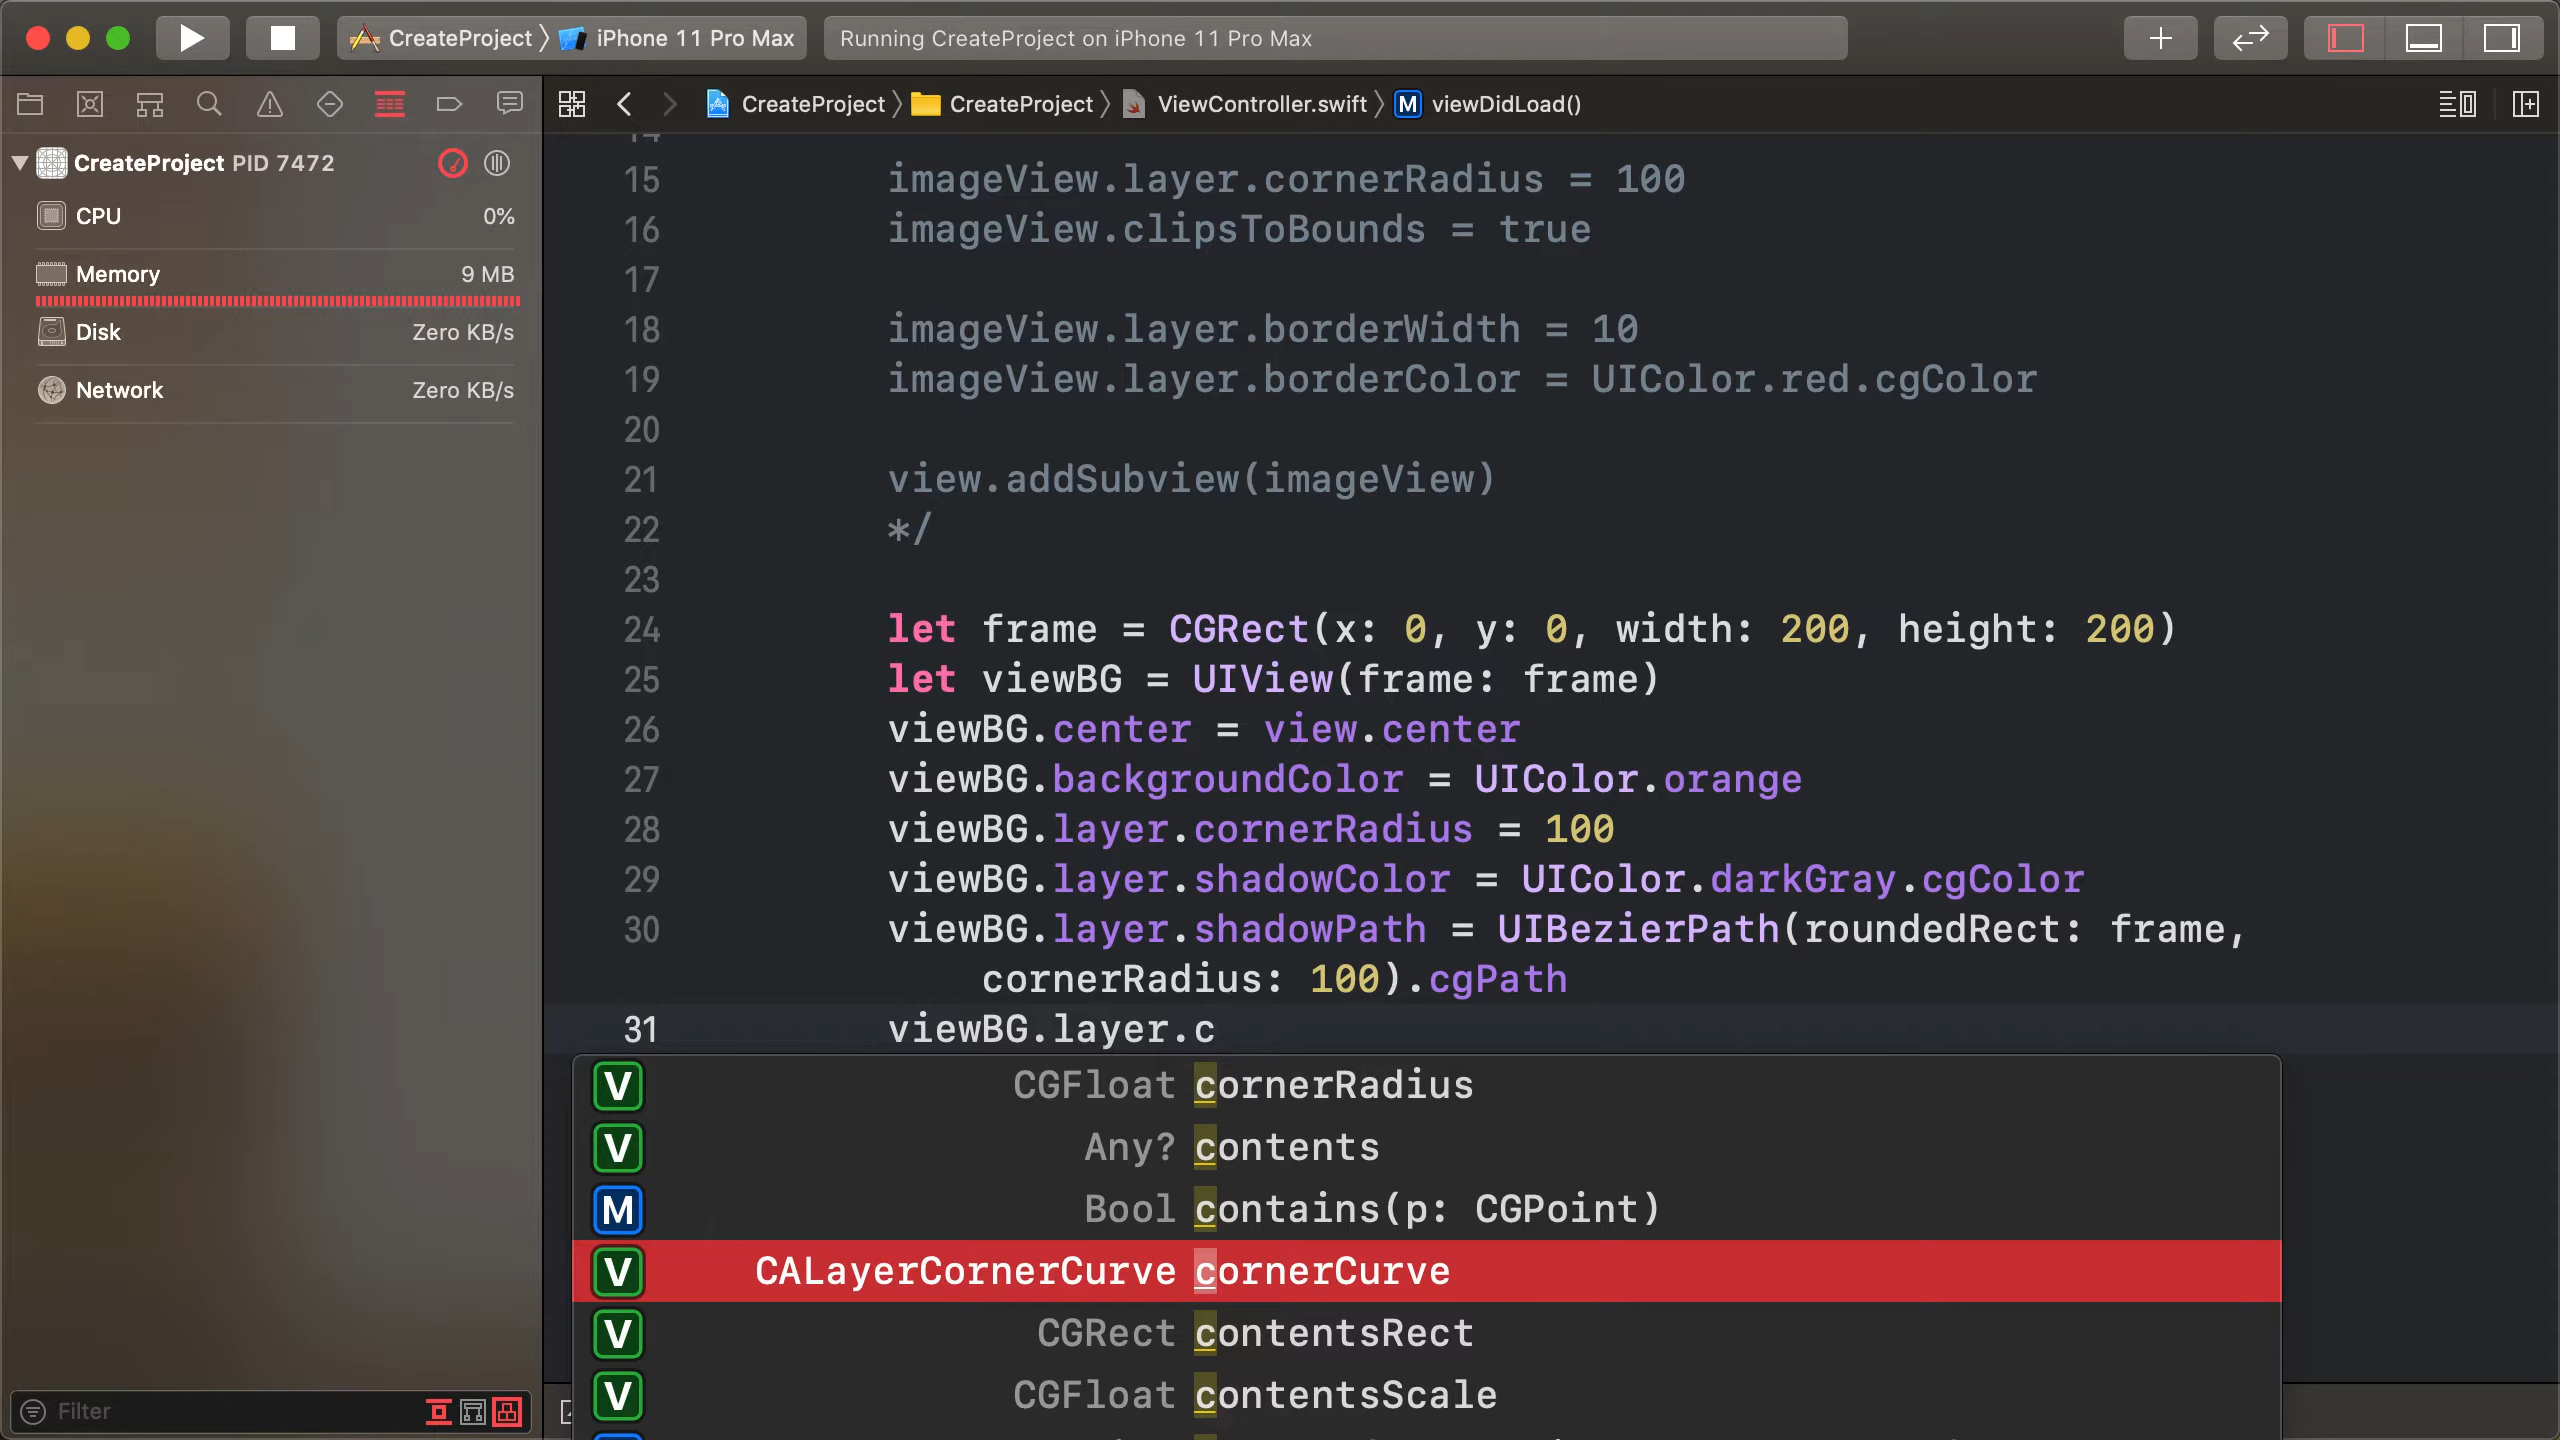 CreateProject 〉 iPhone 11 Pro Max
Running CreateProject on iPhone 11 Pro Max
CreateProject 〉 CreateProject 〉 ViewController.swift 〉 M viewDidLoad()
CreateProject PID 7472
CPU 0%
Memory 9 MB
Disk Zero KB/s
Network Zero KB/s
Filter
14
15 imageView.layer.cornerRadius = 100
16 imageView.clipsToBounds = true
17
18 imageView.layer.borderWidth = 10
19 imageView.layer.borderColor = UIColor.red.cgColor
20
21 view.addSubview(imageView)
22 */
23
24 let frame = CGRect(x: 0, y: 0, width: 200, height: 200)
25 let viewBG = UIView(frame: frame)
26 viewBG.center = view.center
27 viewBG.backgroundColor = UIColor.orange
28 viewBG.layer.cornerRadius = 100
29 viewBG.layer.shadowColor = UIColor.darkGray.cgColor
30 viewBG.layer.shadowPath = UIBezierPath(roundedRect: frame,
cornerRadius: 100).cgPath
31 viewBG.layer.c
V CGFloat cornerRadius
V Any? contents
M Bool contains(p: CGPoint)
V CALayerCornerCurve cornerCurve
V CGRect contentsRect
V CGFloat contentsScale